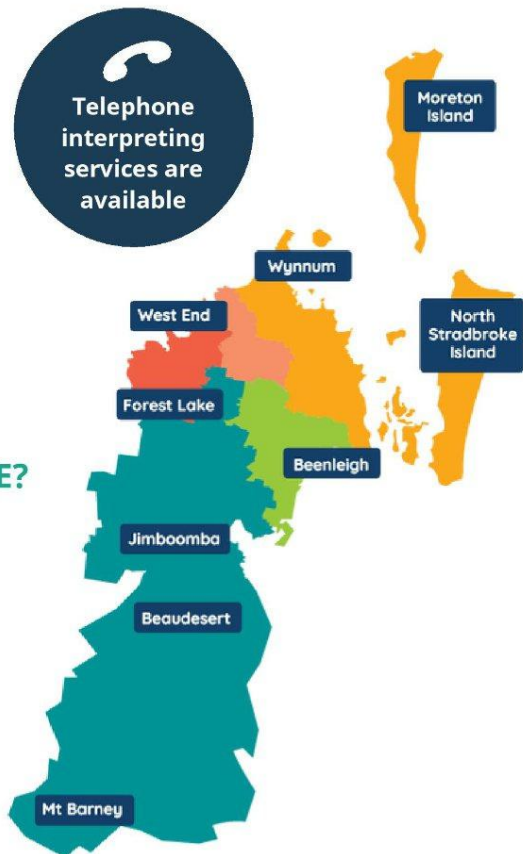 Telephone
interpreting
services are
available
Moreton
Island
Wynnum
West End
North
Stradbroke
Island
Forest Lake
E?
Beenleigh
Jimboomba
Beaudesert
Mt Barney